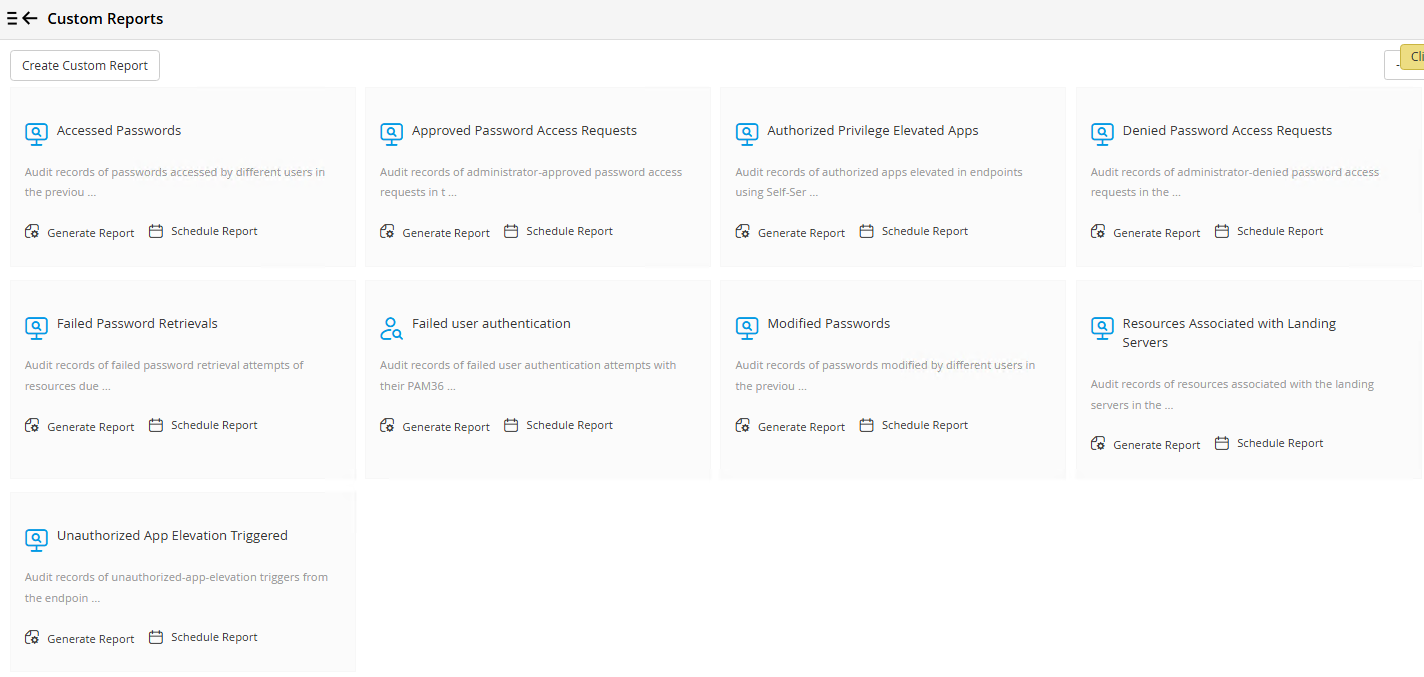 Custom Reports
Create Custom Report
Accessed Passwords
Audit records of passwords accessed by different users in
the previou ...
Generate Report Schedule Report
Approved Password Access Requests
Audit records of administrator-approved password access
requests in t ...
Generate Report Schedule Report
Authorized Privilege Elevated Apps
Audit records of authorized apps elevated in endpoints
using Self-Ser ...
Generate Report Schedule Report
Denied Password Access Requests
Audit records of administrator-denied password access
requests in the ...
Generate Report Schedule Report
Failed Password Retrievals
Audit records of failed password retrieval attempts of
resources due ...
Generate Report Schedule Report
Failed user authentication
Audit records of failed user authentication attempts with
their PAM36 ...
Generate Report Schedule Report
Modified Passwords
Audit records of passwords modified by different users in
the previou ...
Generate Report Schedule Report
Resources Associated with Landing
Servers
Audit records of resources associated with the landing
servers in the ...
Generate Report Schedule Report
Unauthorized App Elevation Triggered
Audit records of unauthorized-app-elevation triggers from
the endpoin ...
Generate Report Schedule Report